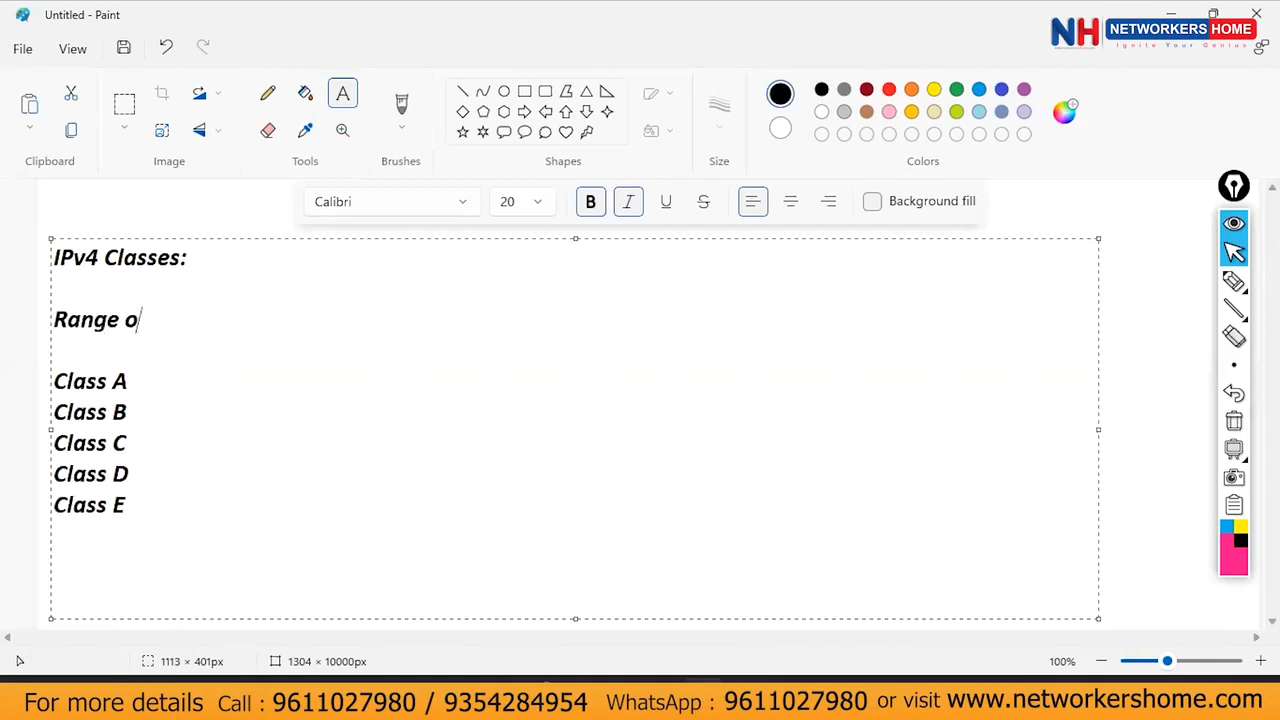 Untitled - Paint
NH NETWORKERS HOME
Ignite Your Genius
File View
A
Clipboard Image Tools Brushes Shapes Size Colors
Calibri 20 B I U S Background fill
IPv4 Classes:
Range o
Class A
Class B
Class C
Class D
Class E
1113 × 401px 1304 × 10000px 100%
For more details Call : 9611027980 / 9354284954 WhatsApp : 9611027980 or visit www.networkershome.com